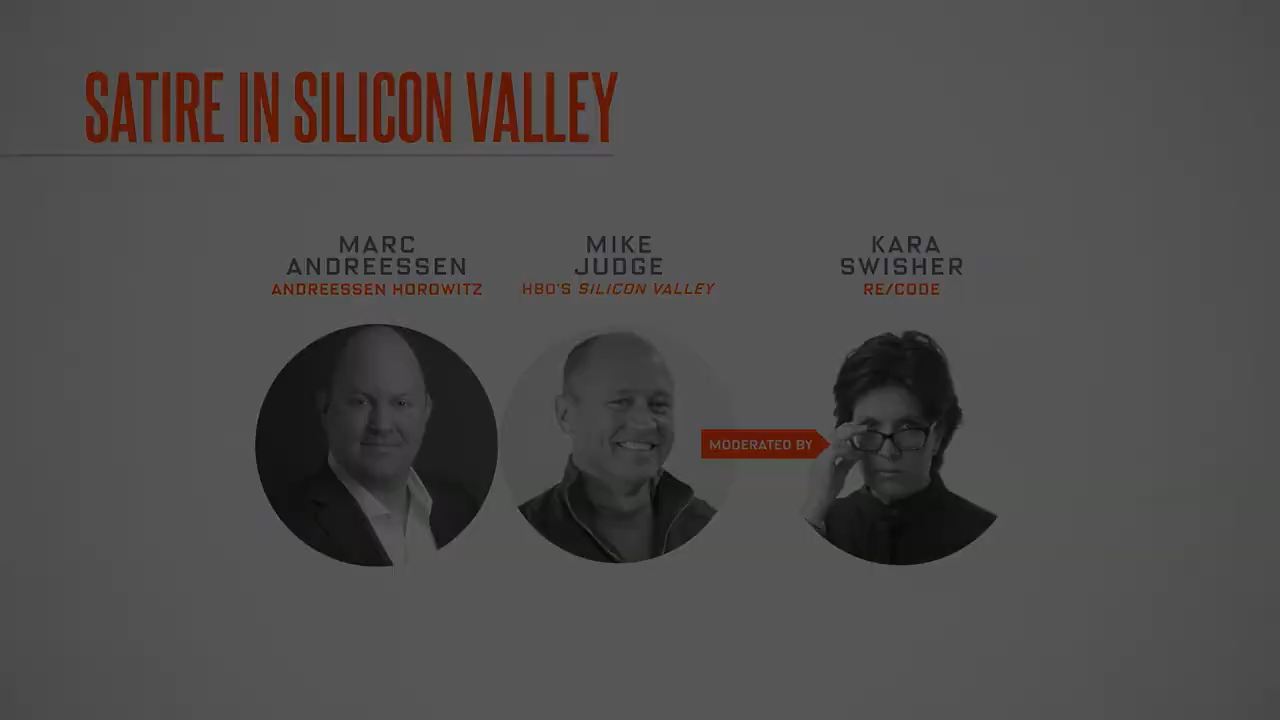 SATIRE IN SILICON VALLEY
MARC
ANDREESSEN
ANDREESSEN HOROWITZ
MIKE
JUDGE
HBO'S SILICON VALLEY
KARA
SWISHER
RE/CODE
MODERATED BY